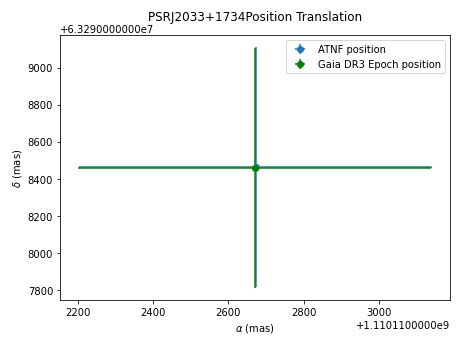 PSRJ2033+1734Position Translation
+6.3290000000e7
ATNF position
Gaia DR3 Epoch position
9000
8800
8600
8400
8200
8000
7800
δ (mas)
2200 2400 2600 2800 3000
+1.1101100000e9
α (mas)